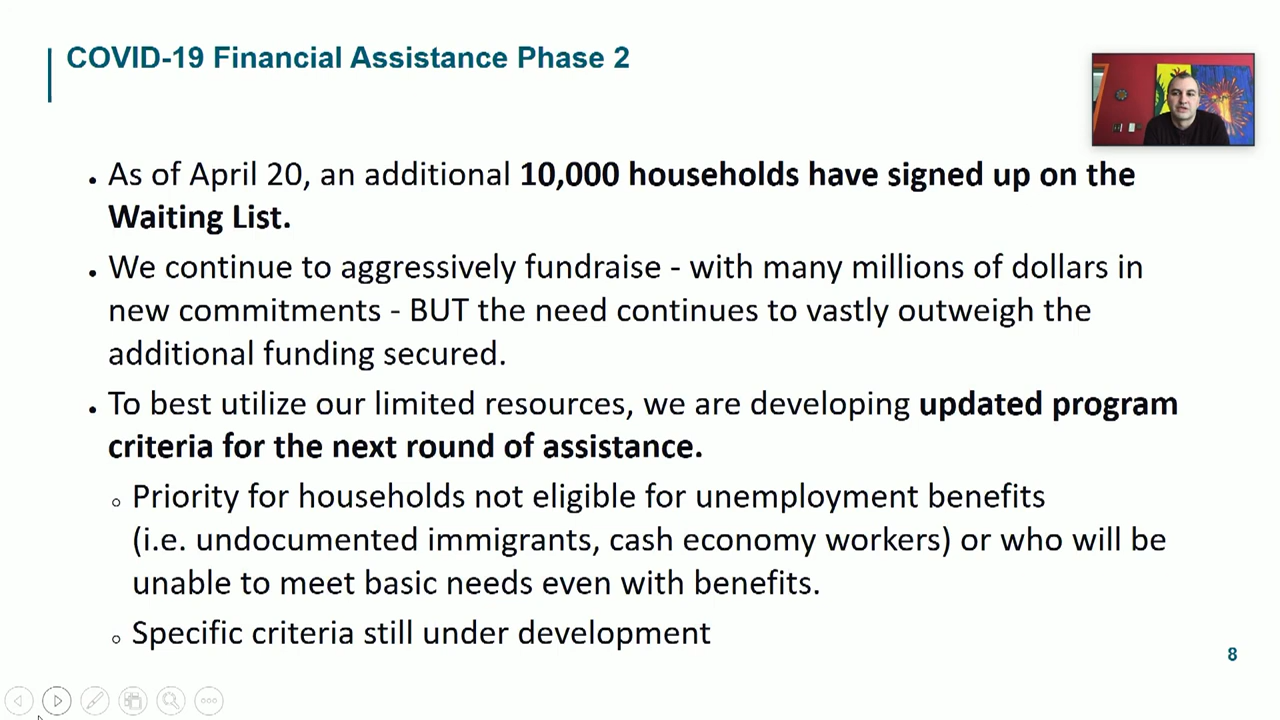 COVID-19 Financial Assistance Phase 2
• As of April 20, an additional 10,000 households have signed up on the
Waiting List.
• We continue to aggressively fundraise - with many millions of dollars in
new commitments - BUT the need continues to vastly outweigh the
additional funding secured.
• To best utilize our limited resources, we are developing updated program
criteria for the next round of assistance.
○ Priority for households not eligible for unemployment benefits
(i.e. undocumented immigrants, cash economy workers) or who will be
unable to meet basic needs even with benefits.
○ Specific criteria still under development
8